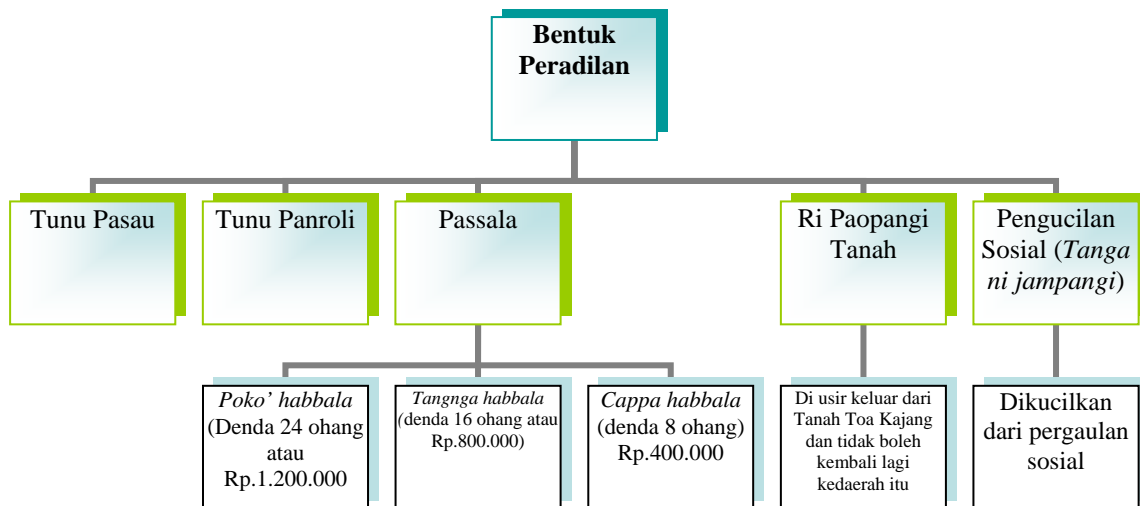 Bentuk
Peradilan
Tunu Pasau
Tunu Panroli
Passala
Ri Paopangi
Tanah
Pengucilan
Sosial (Tanga
ni jampangi)
Poko’ habbala
(Denda 24 ohang
atau
Rp.1.200.000
Tangnga habbala
(denda 16 ohang atau
Rp.800.000)
Cappa habbala
(denda 8 ohang)
Rp.400.000
Di usir keluar dari
Tanah Toa Kajang
dan tidak boleh
kembali lagi
kedaerah itu
Dikucilkan
dari pergaulan
sosial